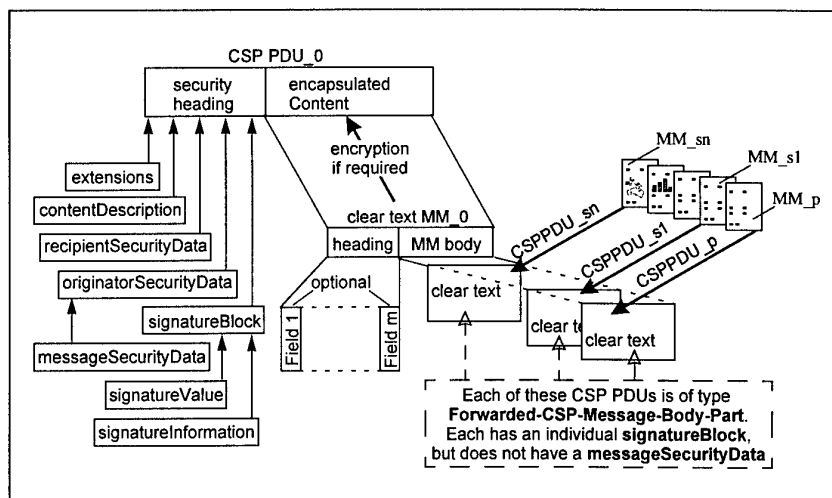 CSP PDU_0
security
heading
encapsulated
Content
encryption
if required
extensions
contentDescription
recipientSecurityData
originatorSecurityData
signatureBlock
messageSecurityData
signatureValue
signatureInformation
clear text MM_0
heading
MM body
optional
Field 1
Field m
MM_sn
MM_s1
MM_p
CSPPDU_sn
CSPPDU_s1
CSPPDU_p
clear text
clear te
clear text
Each of these CSP PDUs is of type
Forwarded-CSP-Message-Body-Part.
Each has an individual signatureBlock,
but does not have a messageSecurityData